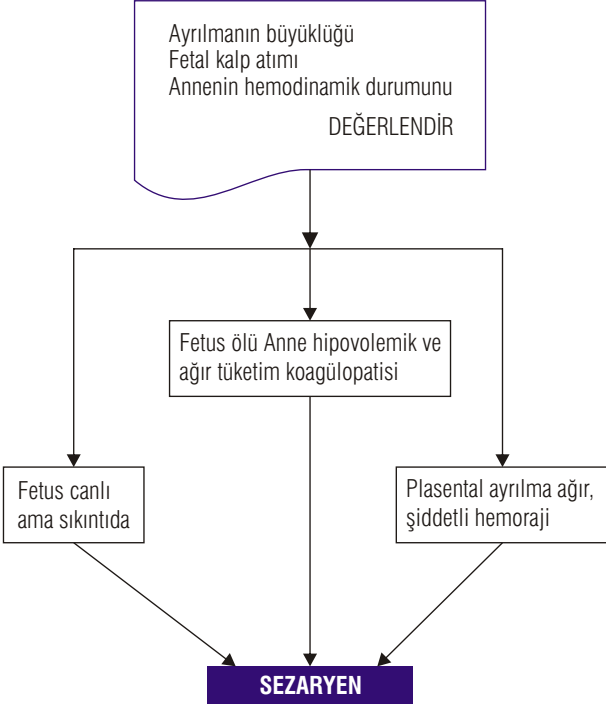 Ayrılmanın büyüklüğü
Fetal kalp atımı
Annenin hemodinamik durumunu
DEĞERLENDİR
Fetus ölü Anne hipovolemik ve
ağır tüketim koagülopatisi
Fetus canlı
ama sıkıntıda
Plasental ayrılma ağır,
şiddetli hemoraji
SEZARYEN